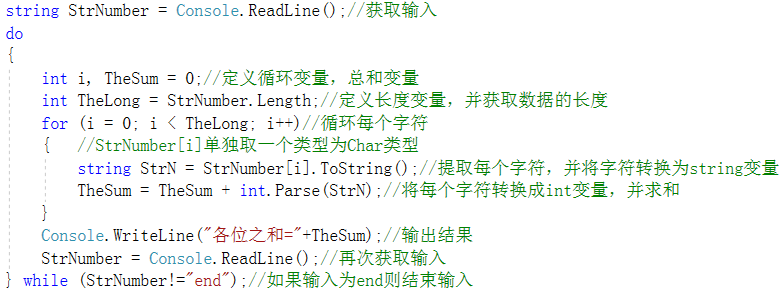 string StrNumber = Console.ReadLine();//获取输入
do
{
int i, TheSum = 0;//定义循环变量，总和变量
int TheLong = StrNumber.Length;//定义长度变量，并获取数据的长度
for (i = 0; i < TheLong; i++)//循环每个字符
{   //StrNumber[i]单独取一个类型为Char类型
string StrN = StrNumber[i].ToString();//提取每个字符，并将字符转换为string变量
TheSum = TheSum + int.Parse(StrN);//将每个字符转换成int变量，并求和
}
Console.WriteLine("各位之和="+TheSum);//输出结果
StrNumber = Console.ReadLine();//再次获取输入
} while (StrNumber!="end");//如果输入为end则结束输入